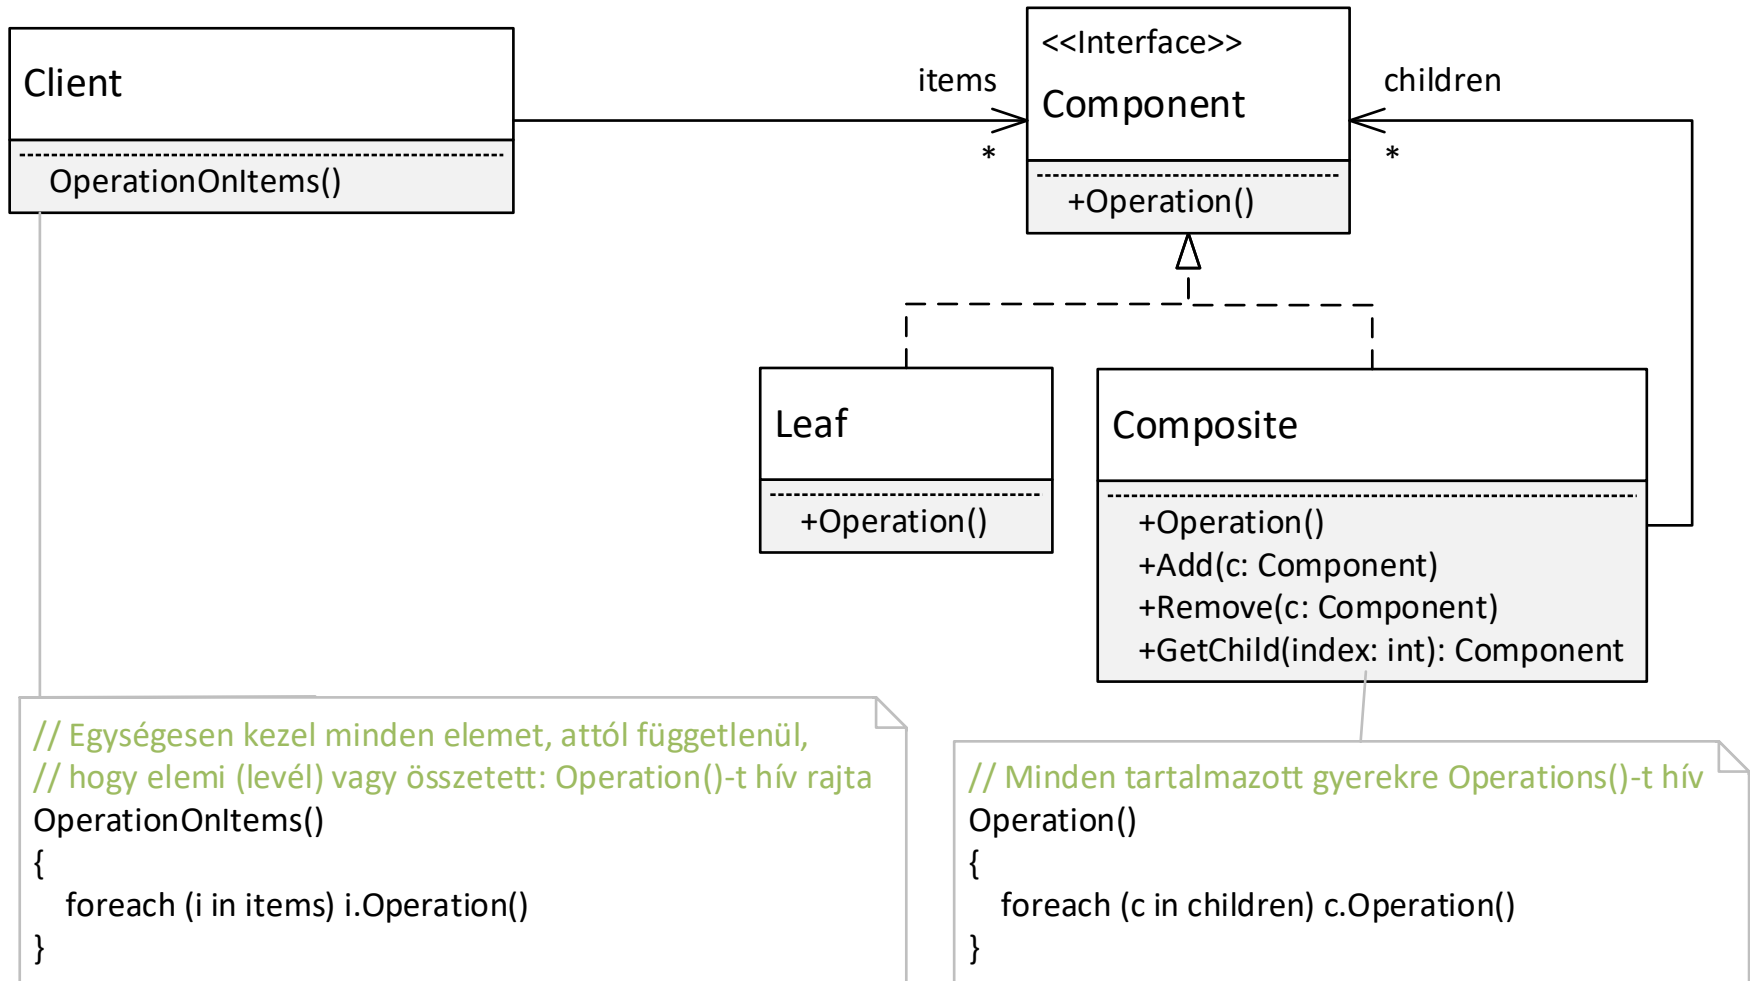 Client
OperationOnItems()
items
*
<<Interface>>
Component
+Operation()
children
*
Leaf
+Operation()
Composite
+Operation()
+Add(c: Component)
+Remove(c: Component)
+GetChild(index: int): Component
// Egységesen kezel minden elemet, attól függetlenül,
// hogy elemi (levél) vagy összetett: Operation()-t hív rajta
OperationOnItems()
{
foreach (i in items) i.Operation()
}
// Minden tartalmazott gyerekre Operations()-t hív
Operation()
{
foreach (c in children) c.Operation()
}